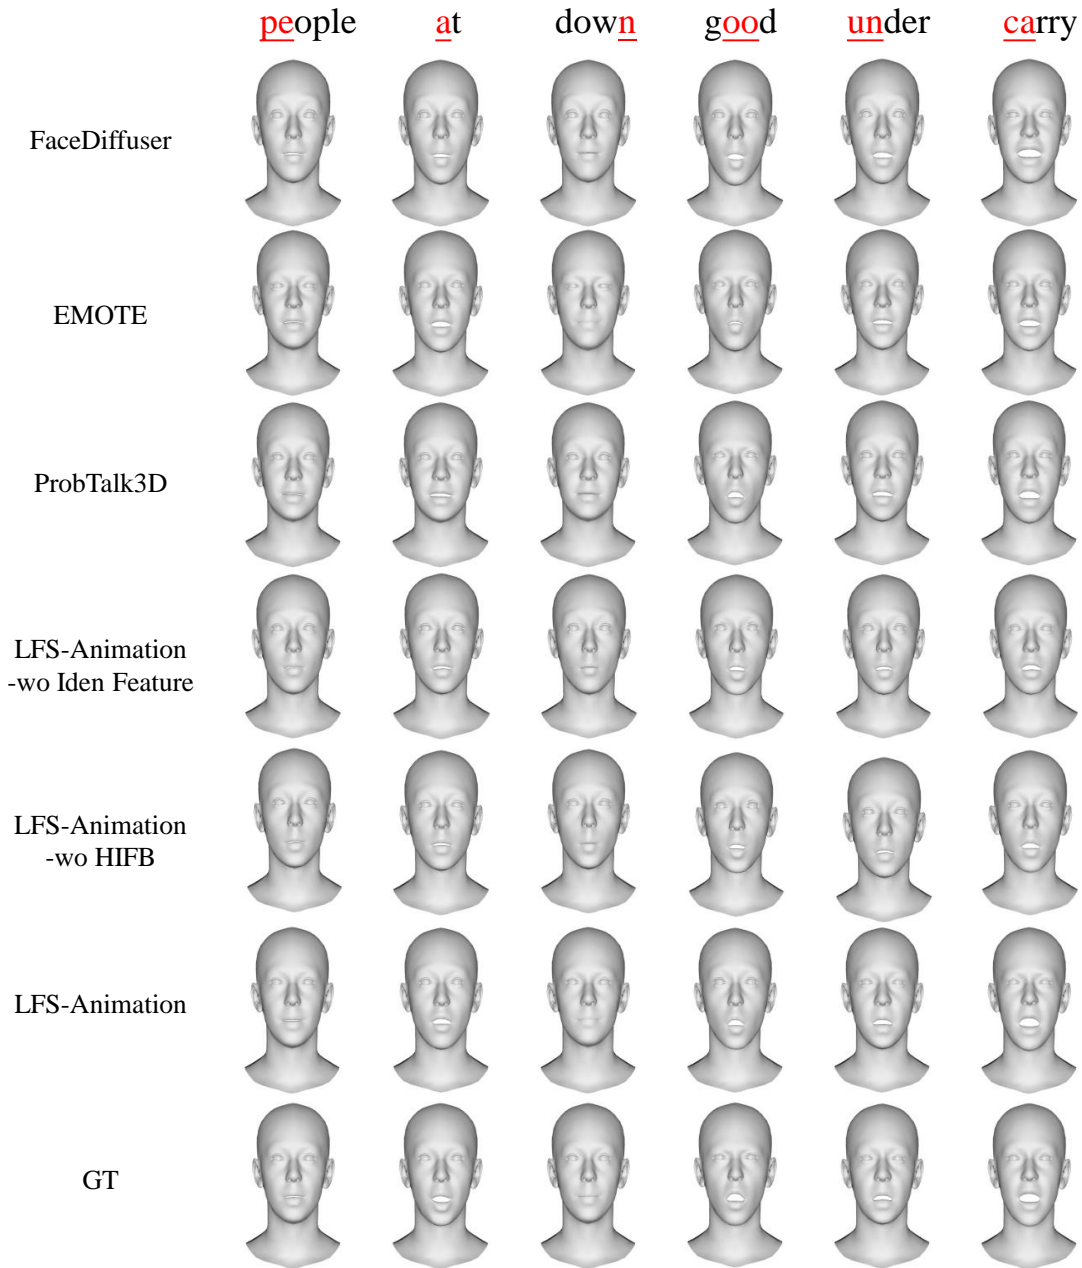 people at down good under carry
FaceDiffuser
EMOTE
ProbTalk3D
LFS-Animation
-wo Iden Feature
LFS-Animation
-wo HIFB
LFS-Animation
GT